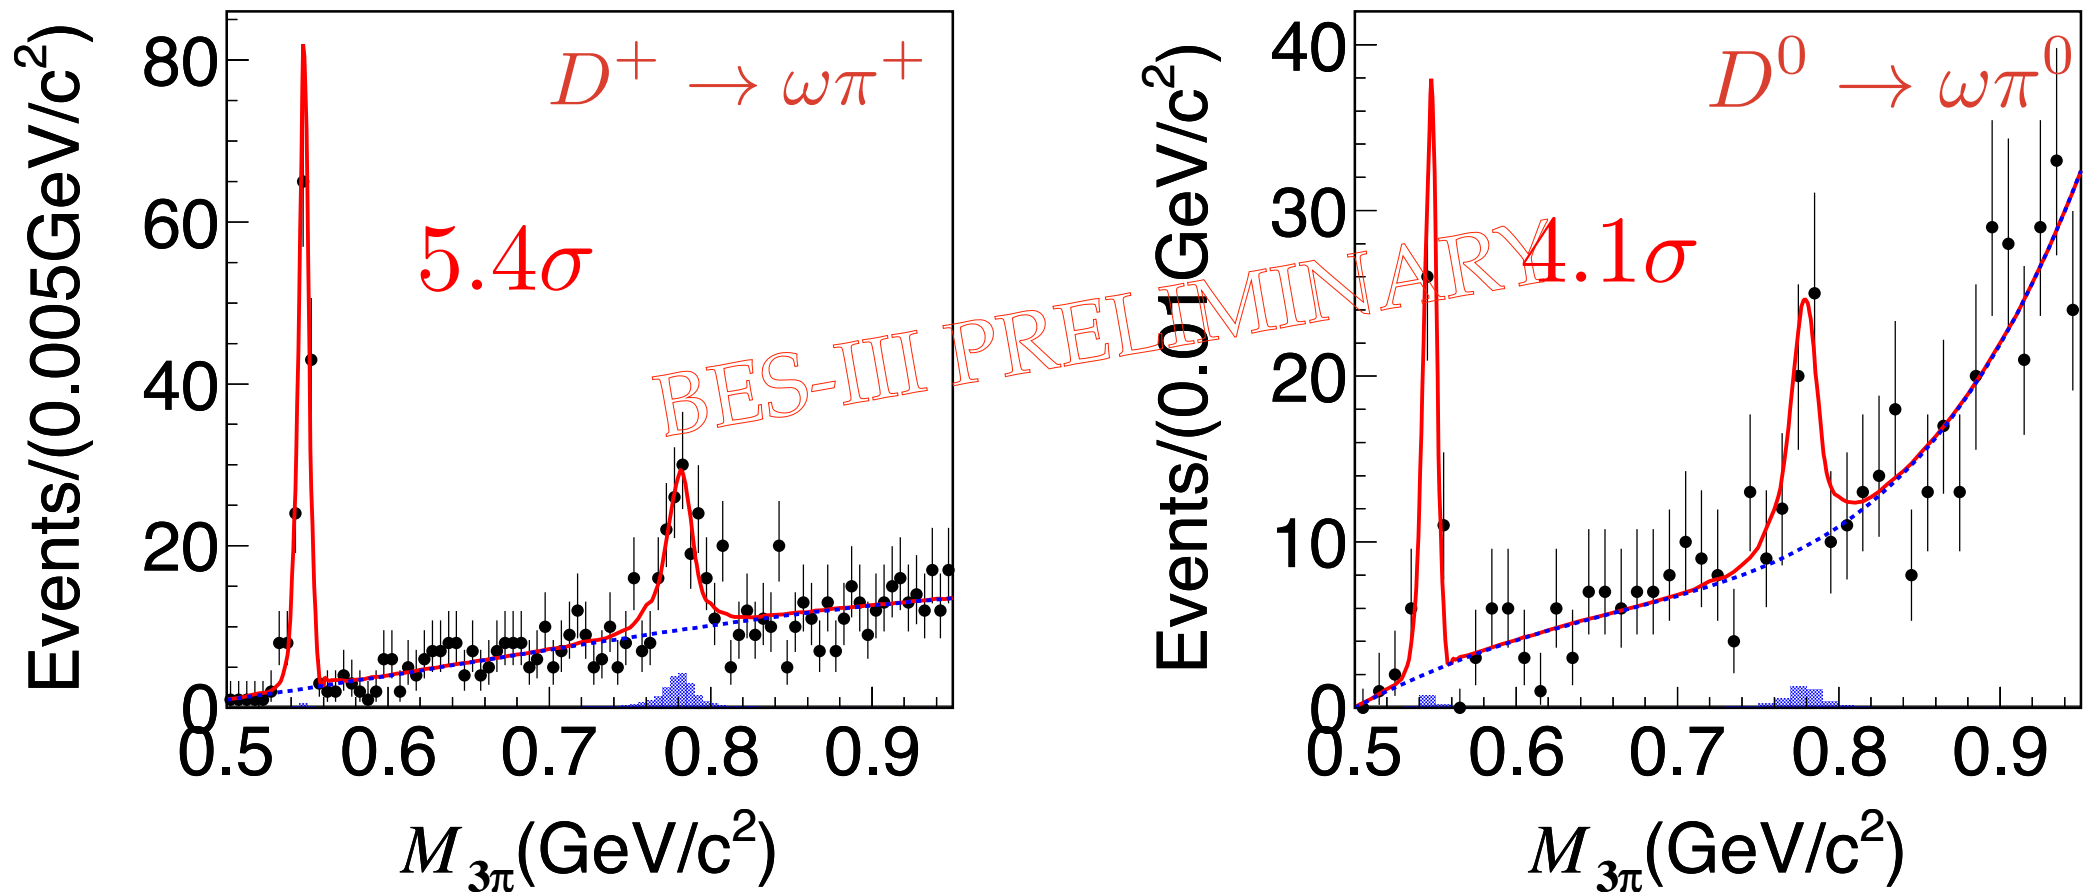 Events/(0.005GeV/c²)
80
60
40
20
0
D⁺ → ωπ⁺
5.4σ
0.5 0.6 0.7 0.8 0.9
M₃π(GeV/c²)
BES-III PRELIMINARY
Events/(0.01GeV/c²)
40
30
20
10
0
D⁰ → ωπ⁰
4.1σ
0.5 0.6 0.7 0.8 0.9
M₃π(GeV/c²)